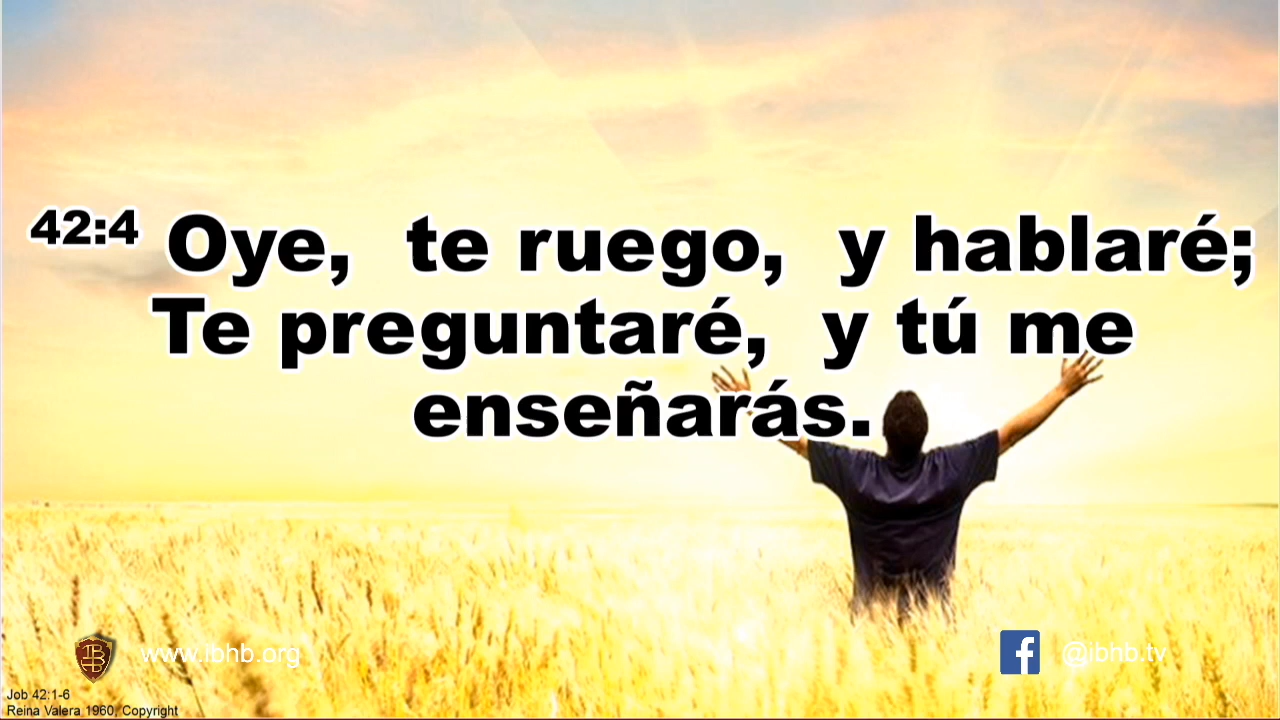 42:4 Oye, te ruego, y hablaré;
Te preguntaré, y tú me
enseñarás.
www.ibhb.org
@ibhb.tv
Job 42:1-6
Reina Valera 1960, Copyright